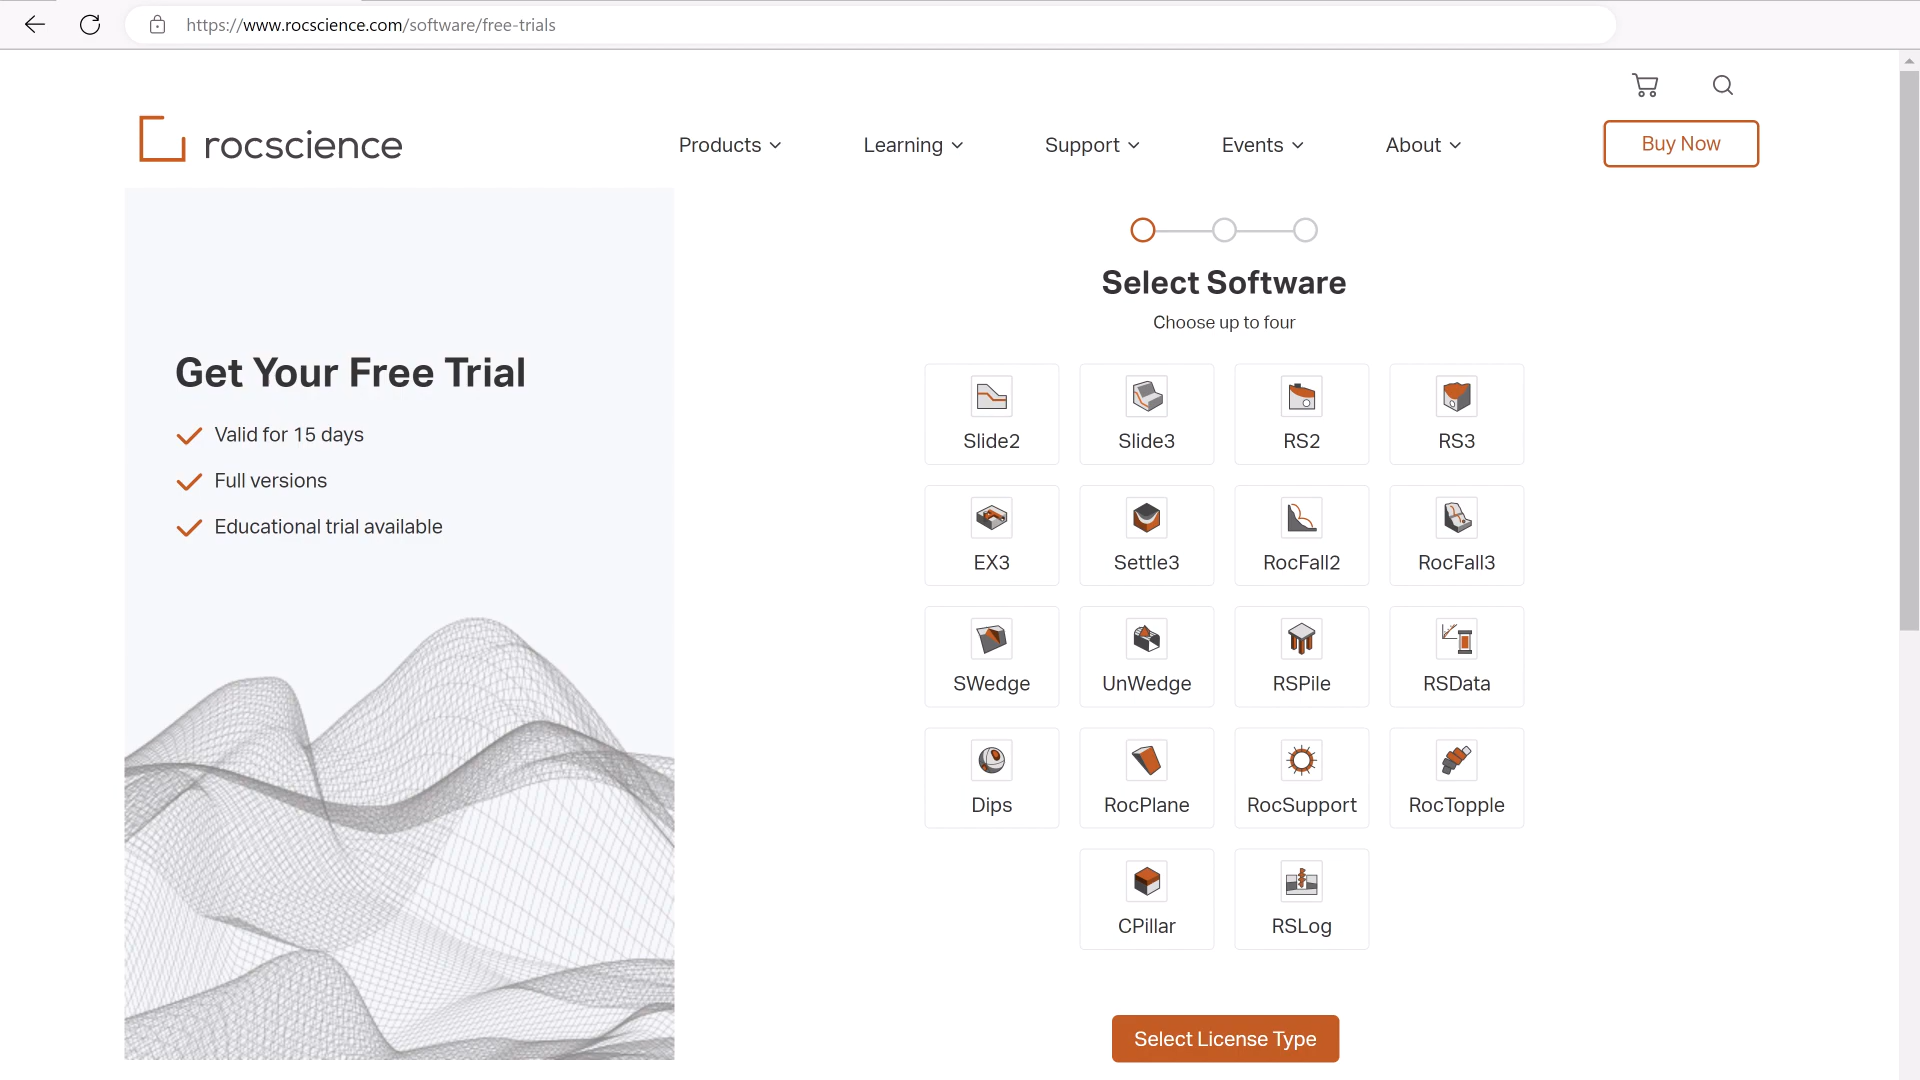 https://www.rocscience.com/software/free-trials
rocscience
Products
Learning
Support
Events
About
Buy Now
Get Your Free Trial
Valid for 15 days
Full versions
Educational trial available
Select Software
Choose up to four
Slide2
Slide3
RS2
RS3
EX3
Settle3
RocFall2
RocFall3
SWedge
UnWedge
RSPile
RSData
Dips
RocPlane
RocSupport
RocTopple
CPillar
RSLog
Select License Type